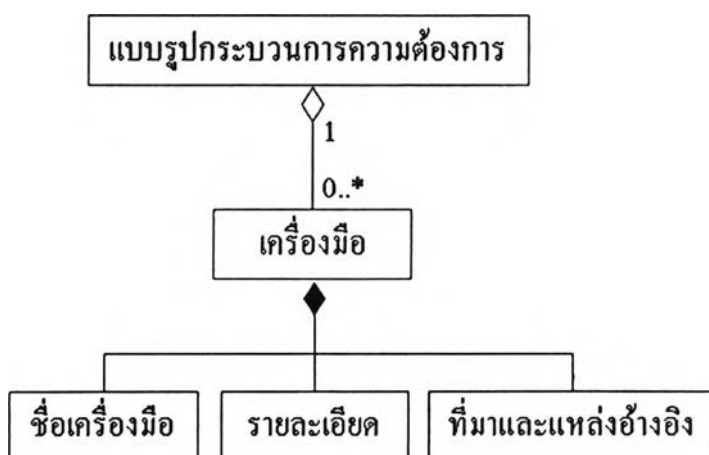 แบบรูปกระบวนการความต้องการ
1
0..*
เครื่องมือ
ชื่อเครื่องมือ
รายละเอียด
ที่มาและแหล่งอ้างอิง